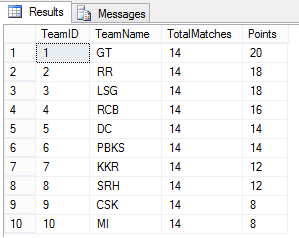 Results Messages
TeamID TeamName TotalMatches Points
1 1 GT 14 20
2 2 RR 14 18
3 3 LSG 14 18
4 4 RCB 14 16
5 5 DC 14 14
6 6 PBKS 14 14
7 7 KKR 14 12
8 8 SRH 14 12
9 9 CSK 14 8
10 10 MI 14 8